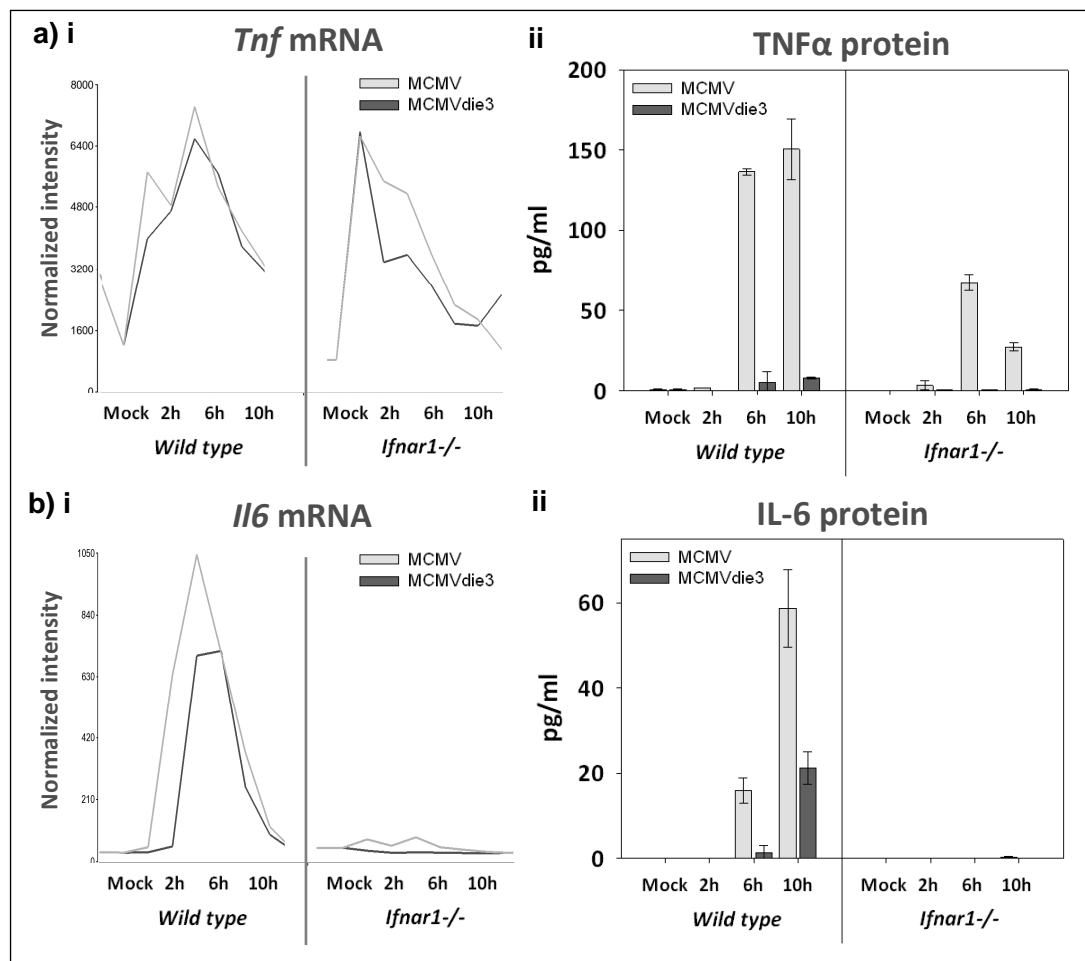 a) i
Tnf mRNA
MCMV
MCMVdie3
Normalized intensity
8000
6400
4800
3200
1600
0
Mock 2h 6h 10h Mock 2h 6h 10h
Wild type Ifnar1-/-
ii
TNFα protein
MCMV
MCMVdie3
pg/ml
200
150
100
50
0
Mock 2h 6h 10h Mock 2h 6h 10h
Wild type Ifnar1-/-
b) i
Il6 mRNA
MCMV
MCMVdie3
Normalized intensity
1050
840
630
420
210
0
Mock 2h 6h 10h Mock 2h 6h 10h
Wild type Ifnar1-/-
ii
IL-6 protein
MCMV
MCMVdie3
pg/ml
60
40
20
0
Mock 2h 6h 10h Mock 2h 6h 10h
Wild type Ifnar1-/-